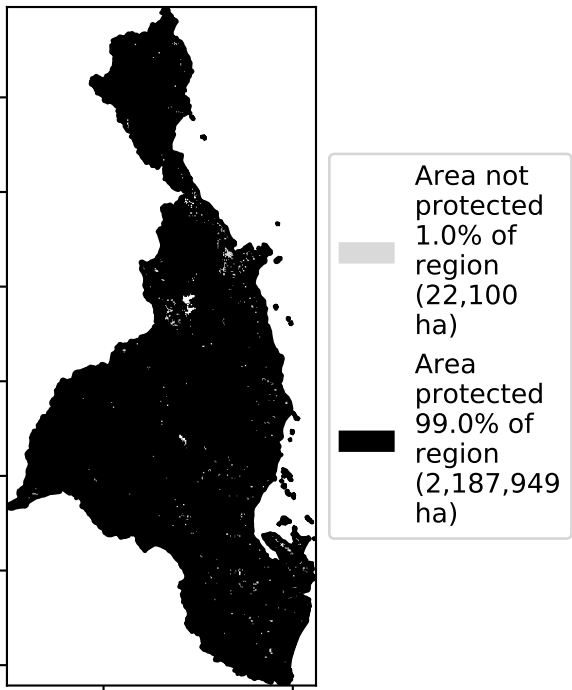 Area not
protected
1.0% of
region
(22,100
ha)
Area
protected
99.0% of
region
(2,187,949
ha)